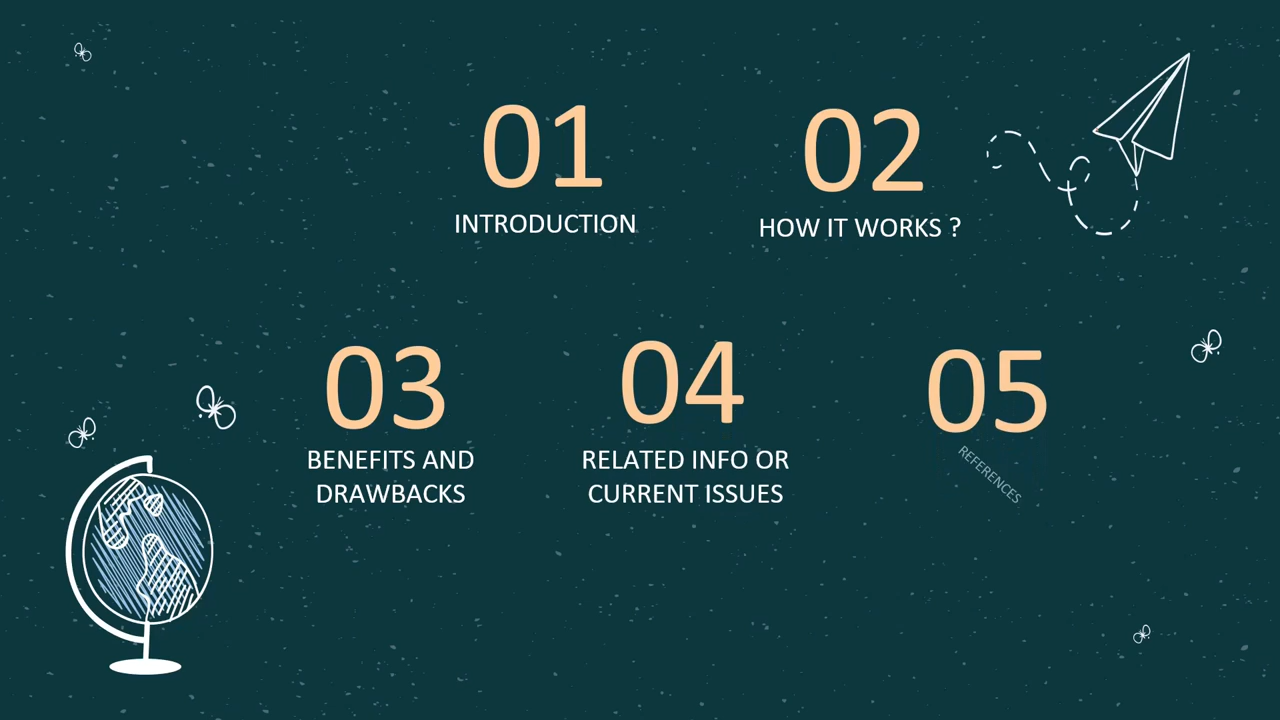 01
INTRODUCTION
02
HOW IT WORKS ?
03
BENEFITS AND
DRAWBACKS
04
RELATED INFO OR
CURRENT ISSUES
05
REFERENCES